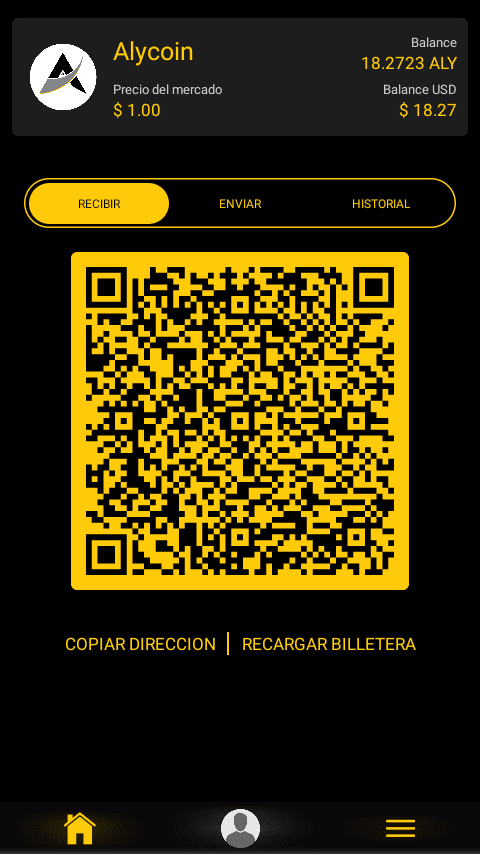 Alycoin
Balance
18.2723 ALY
Precio del mercado
Balance USD
$ 1.00
$ 18.27
RECIBIR
ENVIAR
HISTORIAL
COPIAR DIRECCION
RECARGAR BILLETERA